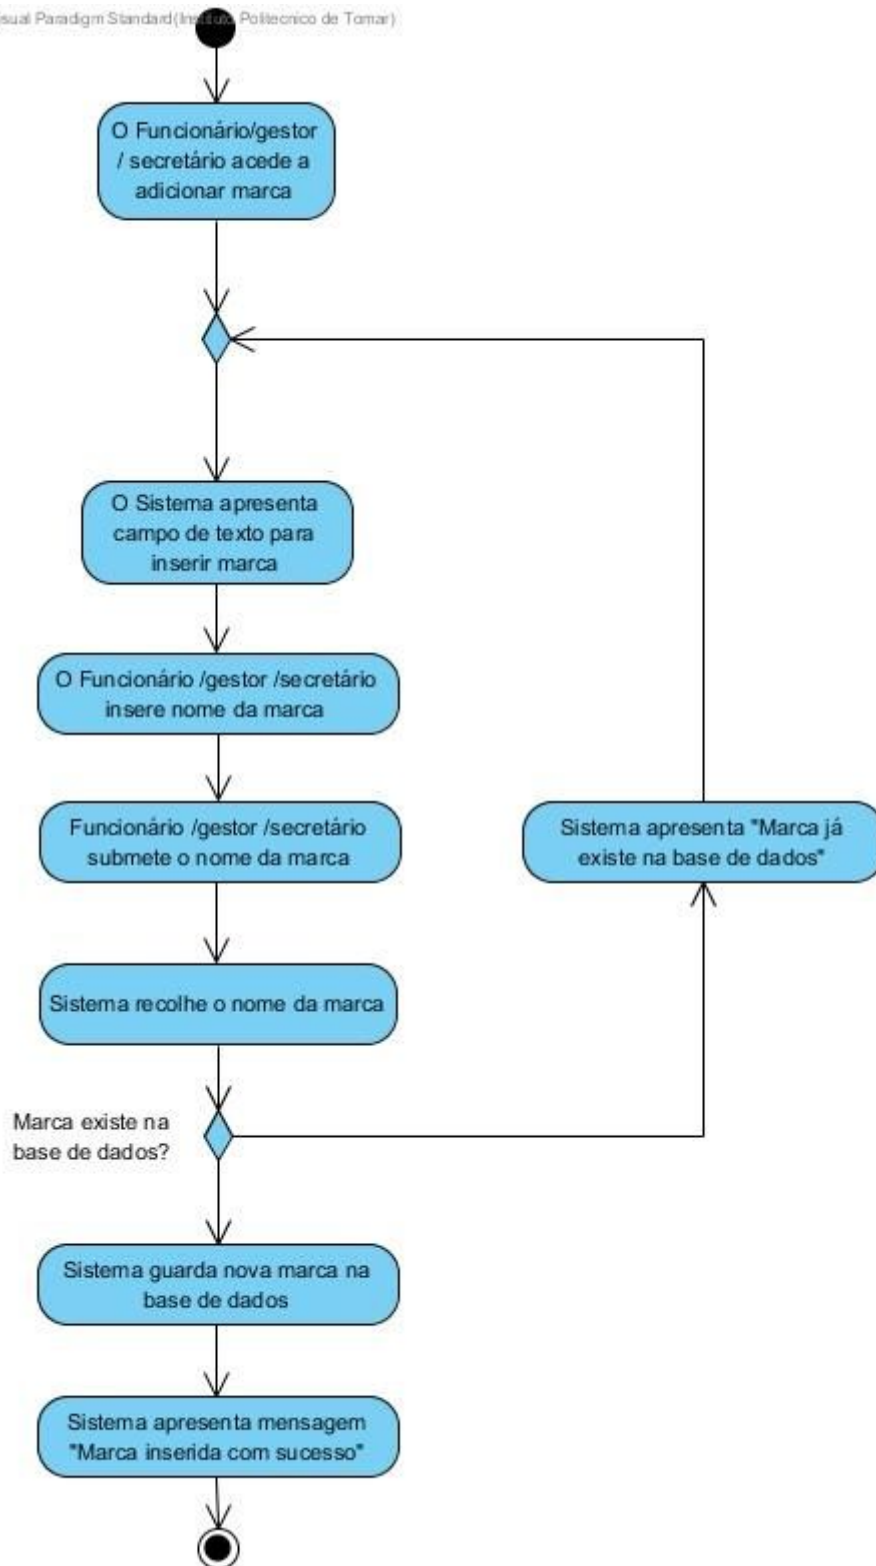 sual Paradigm Standard(Instituto Politecnico de Tomar)
O Funcionário/gestor
/ secretário acede a
adicionar marca
O Sistema apresenta
campo de texto para
inserir marca
O Funcionário /gestor /secretário
insere nome da marca
Funcionário /gestor /secretário
submete o nome da marca
Sistema apresenta "Marca já
existe na base de dados"
Sistema recolhe o nome da marca
Marca existe na
base de dados?
Sistema guarda nova marca na
base de dados
Sistema apresenta mensagem
"Marca inserida com sucesso"